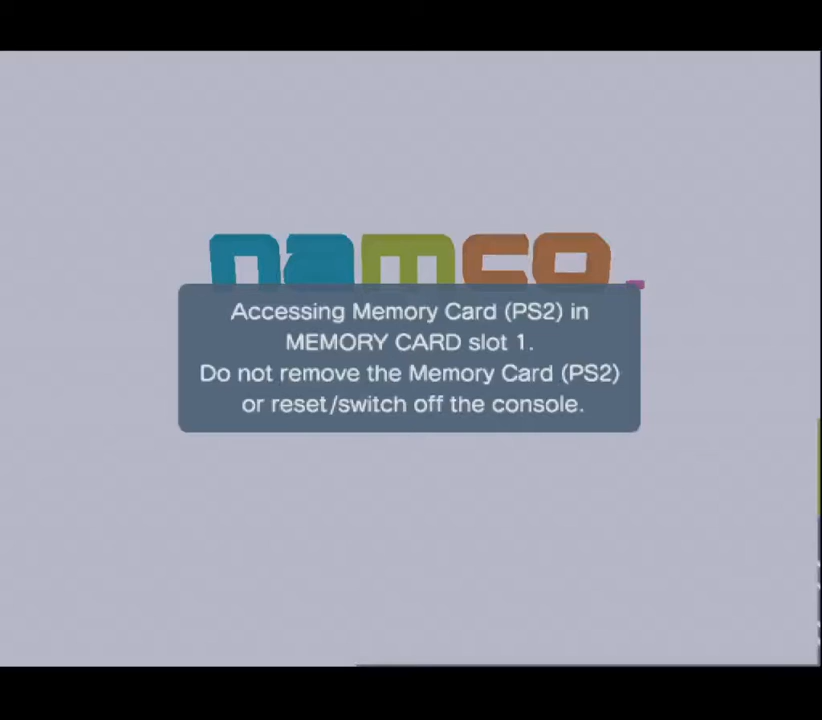 namco
Accessing Memory Card (PS2) in
MEMORY CARD slot 1.
Do not remove the Memory Card (PS2)
or reset/switch off the console.